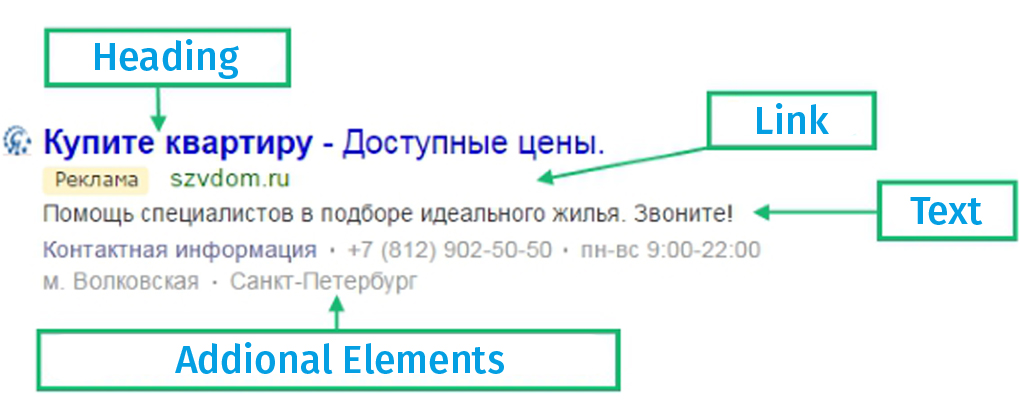 Heading
Купите квартиру - Доступные цены.
Link
Реклама szvdom.ru
Помощь специалистов в подборе идеального жилья. Звоните!
Text
Контактная информация · +7 (812) 902-50-50 · пн-вс 9:00-22:00
м. Волковская · Санкт-Петербург
Addional Elements